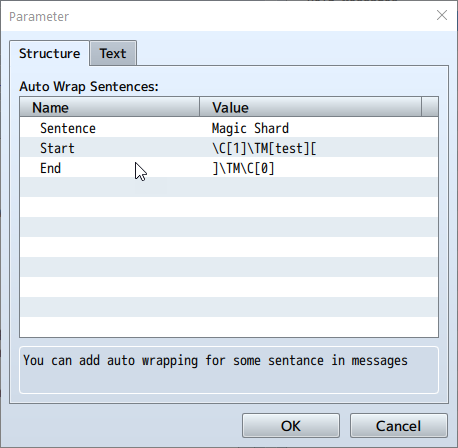 Parameter
Structure Text
Auto Wrap Sentences:
Name Value
Sentence Magic Shard
Start \C[1]\TM[test][
End ]\TM\C[0]
You can add auto wrapping for some sentance in messages
OK Cancel